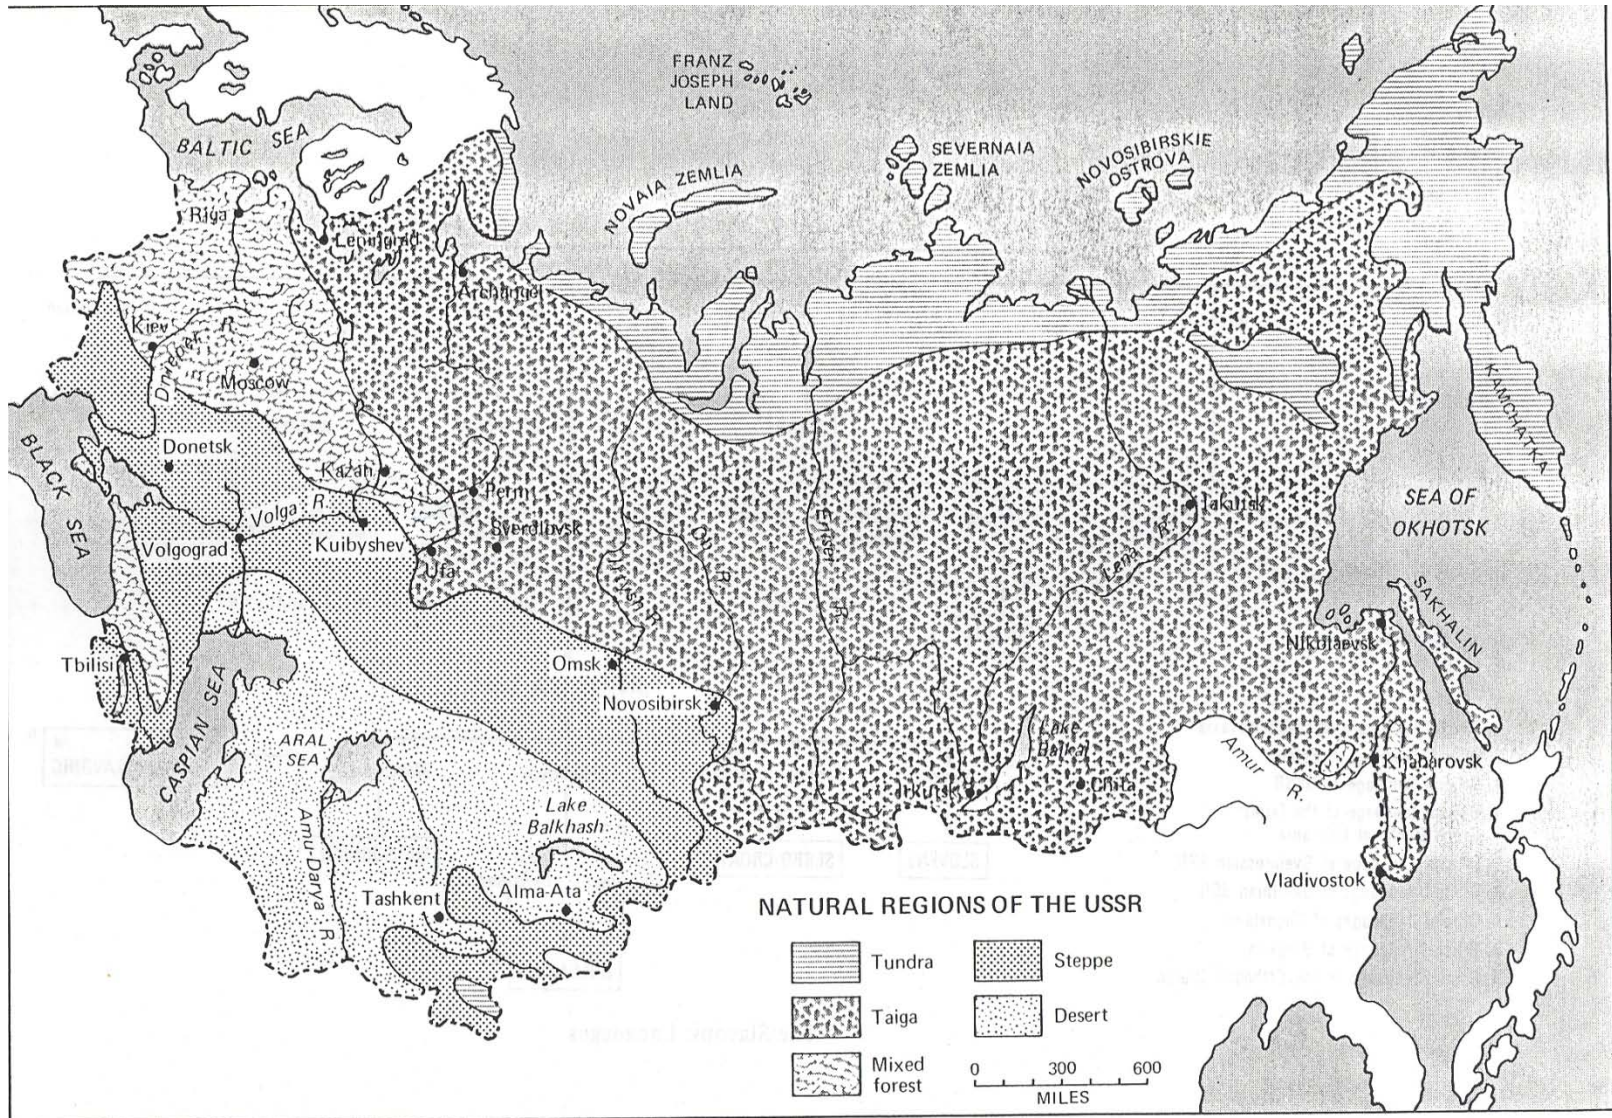 FRANZ
JOSEPH
LAND
BALTIC SEA
NOVAIA ZEMLIA
SEVERNAIA
ZEMLIA
NOVOSIBIRSKIE
OSTROVA
Riga
Leningrad
Archangel
Kiev
Dnieper R.
Moscow
KAMCHATKA
BLACK
SEA
Donetsk
Kazan
Perm
Sverdlovsk
Volga R.
Volgograd
Kuibyshev
Ufa
Irtish R.
Ob R.
Enisei R.
Lena R.
Iakutsk
SEA OF
OKHOTSK
SAKHALIN
Nikolaevsk
Tbilisi
Omsk
Novosibirsk
CASPIAN SEA
ARAL
SEA
Lake
Baikal
Irkutsk
Chita
Amur
R.
Khabarovsk
Amu-Darya R.
Lake
Balkhash
Tashkent
Alma-Ata
Vladivostok
NATURAL REGIONS OF THE USSR
Tundra
Steppe
Taiga
Desert
Mixed
forest
0 300 600
MILES